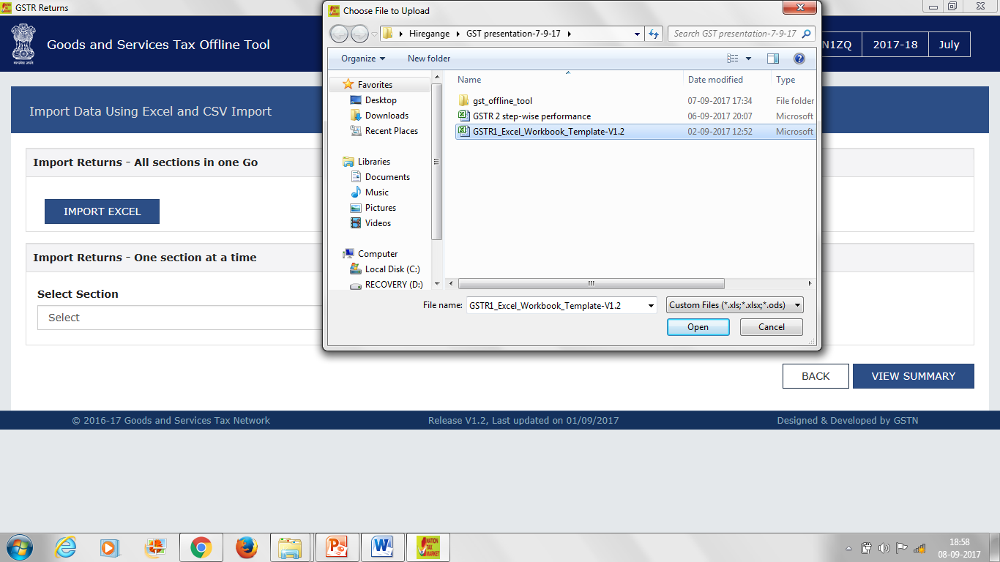 GSTR Returns
Goods and Services Tax Offline Tool
N1ZQ
2017-18
July
Import Data Using Excel and CSV Import
Import Returns - All sections in one Go
IMPORT EXCEL
Import Returns - One section at a time
Select Section
Select
BACK
VIEW SUMMARY
© 2016-17 Goods and Services Tax Network
Release V1.2, Last updated on 01/09/2017
Designed & Developed by GSTN
Choose File to Upload
Hiregange
GST presentation-7-9-17
Search GST presentation-7-9-17
Organize
New folder
Favorites
Desktop
Downloads
Recent Places
Libraries
Documents
Music
Pictures
Videos
Computer
Local Disk (C:)
RECOVERY (D:)
Name Date modified Type
gst_offline_tool 07-09-2017 17:34 File folder
GSTR 2 step-wise performance 06-09-2017 20:07 Microsoft
GSTR1_Excel_Workbook_Template-V1.2 02-09-2017 12:52 Microsoft
File name: GSTR1_Excel_Workbook_Template-V1.2
Custom Files (*.xls;*.xlsx;*.ods)
Open
Cancel
NATION
TAX
MARKET
18:58
08-09-2017